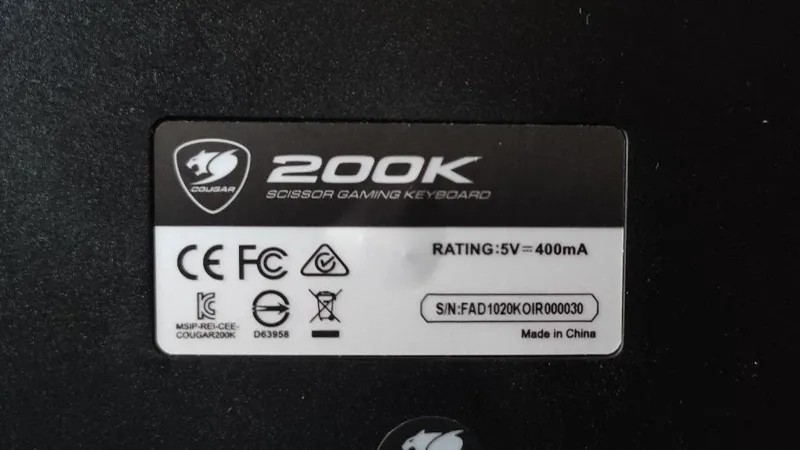 COUGAR
200K
SCISSOR GAMING KEYBOARD
CE FC
RATING:5V⎓400mA
MSIP-REI-CEE-
COUGAR200K
D63958
S/N:FAD1020KOIR000030
Made in China